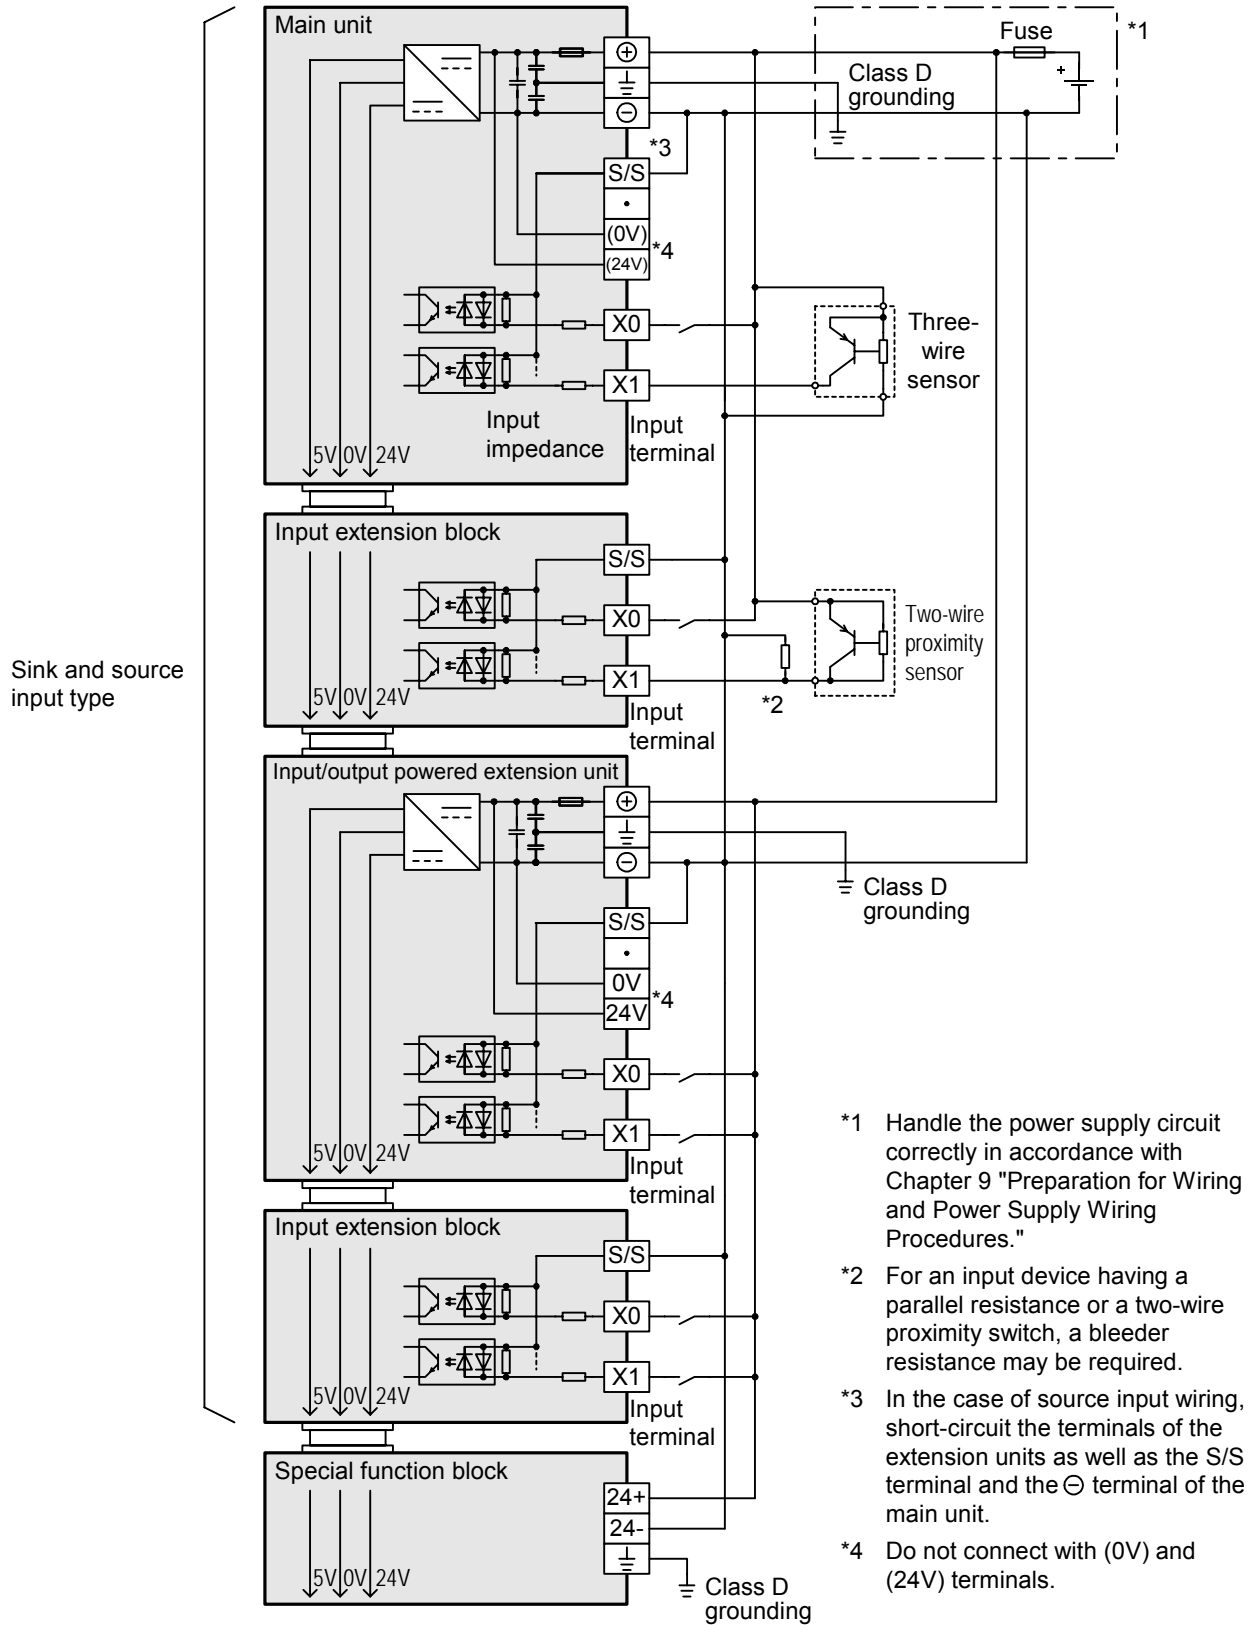 Main unit
Fuse
*1
Class D
grounding
*3
S/S
(0V)
*4
(24V)
X0
Three-
wire
sensor
X1
Input
impedance
Input
terminal
5V 0V 24V
Input extension block
S/S
X0
Two-wire
proximity
sensor
Sink and source
input type
X1
*2
5V 0V 24V
Input
terminal
Input/output powered extension unit
Class D
grounding
S/S
0V
*4
24V
X0
X1
5V 0V 24V
Input
terminal
Input extension block
S/S
X0
X1
5V 0V 24V
Input
terminal
Special function block
24+
24-
5V 0V 24V
Class D
grounding
*1 Handle the power supply circuit
correctly in accordance with
Chapter 9 "Preparation for Wiring
and Power Supply Wiring
Procedures."
*2 For an input device having a
parallel resistance or a two-wire
proximity switch, a bleeder
resistance may be required.
*3 In the case of source input wiring,
short-circuit the terminals of the
extension units as well as the S/S
terminal and the ⊖ terminal of the
main unit.
*4 Do not connect with (0V) and
(24V) terminals.